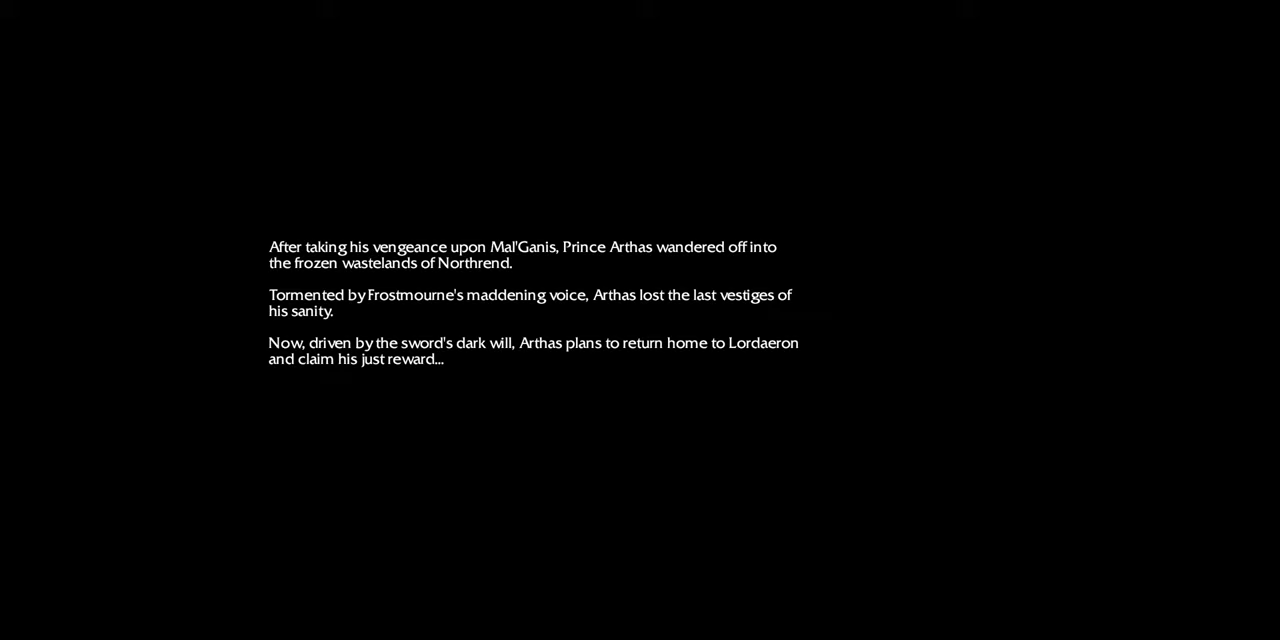 After taking his vengeance upon Mal'Ganis, Prince Arthas wandered off into
the frozen wastelands of Northrend.
Tormented by Frostmourne's maddening voice, Arthas lost the last vestiges of
his sanity.
Now, driven by the sword's dark will, Arthas plans to return home to Lordaeron
and claim his just reward...